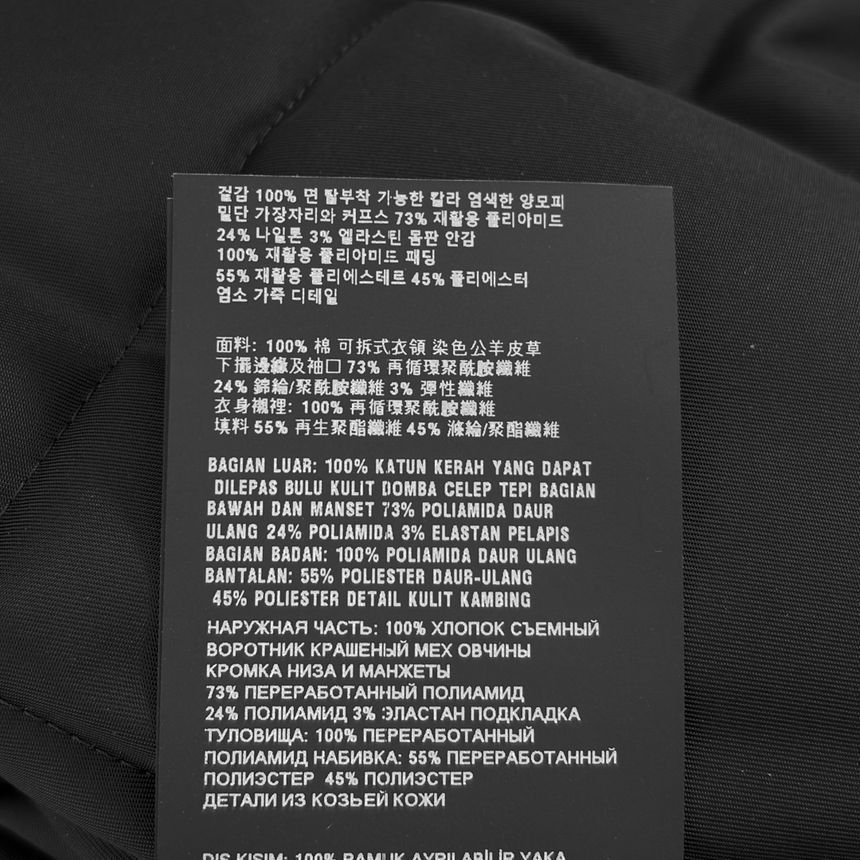 겉감 100% 면 탈부착 가능한 칼라 염색한 양모피
밑단 가장자리와 커프스 73% 재활용 폴리아미드
24% 나일론 3% 엘라스틴 몸판 안감
100% 재활용 폴리아미드 패딩
55% 재활용 폴리에스테르 45% 폴리에스터
염소 가죽 디테일
面料: 100% 棉 可拆式衣領 染色公羊皮草
下擺邊緣及袖口 73% 再循環聚酰胺纖維
24% 錦綸/聚酰胺纖維 3% 彈性纖維
衣身襯裡: 100% 再循環聚酰胺纖維
填料 55% 再生聚酯纖維 45% 滌綸/聚酯纖維
BAGIAN LUAR: 100% KATUN KERAH YANG DAPAT
DILEPAS BULU KULIT DOMBA CELEP TEPI BAGIAN
BAWAH DAN MANSET 73% POLIAMIDA DAUR
ULANG 24% POLIAMIDA 3% ELASTAN PELAPIS
BAGIAN BADAN: 100% POLIAMIDA DAUR ULANG
BANTALAN: 55% POLIESTER DAUR-ULANG
45% POLIESTER DETAIL KULIT KAMBING
НАРУЖНАЯ ЧАСТЬ: 100% ХЛОПОК СЪЕМНЫЙ
ВОРОТНИК КРАШЕНЫЙ МЕХ ОВЧИНЫ
КРОМКА НИЗА И МАНЖЕТЫ
73% ПЕРЕРАБОТАННЫЙ ПОЛИАМИД
24% ПОЛИАМИД 3% ЭЛАСТАН ПОДКЛАДКА
ТУЛОВИЩА: 100% ПЕРЕРАБОТАННЫЙ
ПОЛИАМИД НАБИВКА: 55% ПЕРЕРАБОТАННЫЙ
ПОЛИЭСТЕР 45% ПОЛИЭСТЕР
ДЕТАЛИ ИЗ КОЗЬЕЙ КОЖИ
DIŞ KISIM: 100% PAMUK AYRILABİLİR YAKA